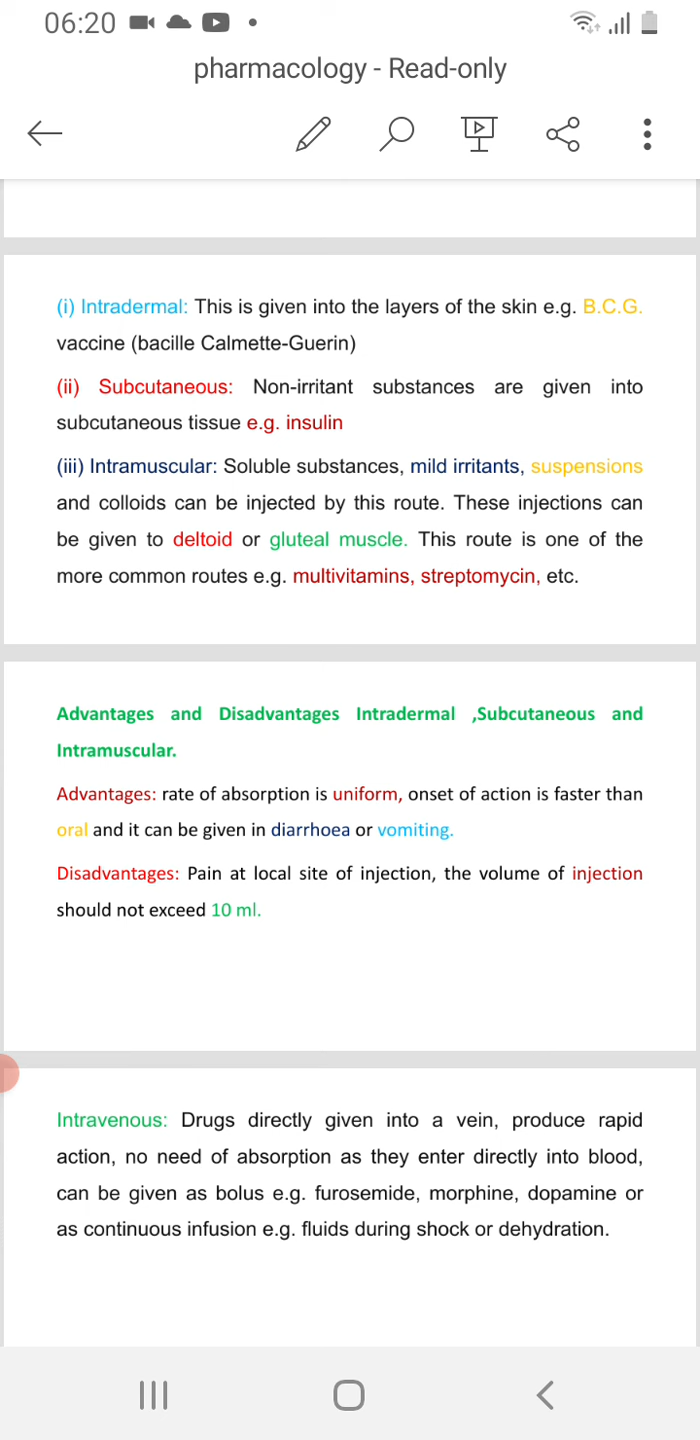 06:20
pharmacology - Read-only
(i) Intradermal: This is given into the layers of the skin e.g. B.C.G.
vaccine (bacille Calmette-Guerin)
(ii) Subcutaneous: Non-irritant substances are given into
subcutaneous tissue e.g. insulin
(iii) Intramuscular: Soluble substances, mild irritants, suspensions
and colloids can be injected by this route. These injections can
be given to deltoid or gluteal muscle. This route is one of the
more common routes e.g. multivitamins, streptomycin, etc.
Advantages and Disadvantages Intradermal ,Subcutaneous and
Intramuscular.
Advantages: rate of absorption is uniform, onset of action is faster than
oral and it can be given in diarrhoea or vomiting.
Disadvantages: Pain at local site of injection, the volume of injection
should not exceed 10 ml.
Intravenous: Drugs directly given into a vein, produce rapid
action, no need of absorption as they enter directly into blood,
can be given as bolus e.g. furosemide, morphine, dopamine or
as continuous infusion e.g. fluids during shock or dehydration.